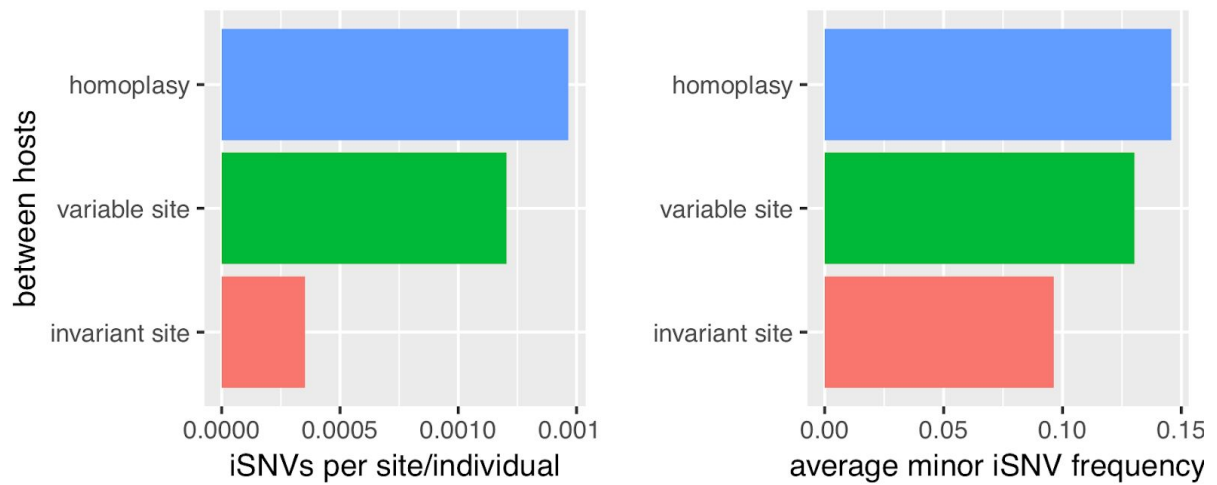 between hosts
homoplasy
variable site
invariant site
0.0000 0.0005 0.0010 0.001
iSNVs per site/individual
homoplasy
variable site
invariant site
0.00 0.05 0.10 0.15
average minor iSNV frequency